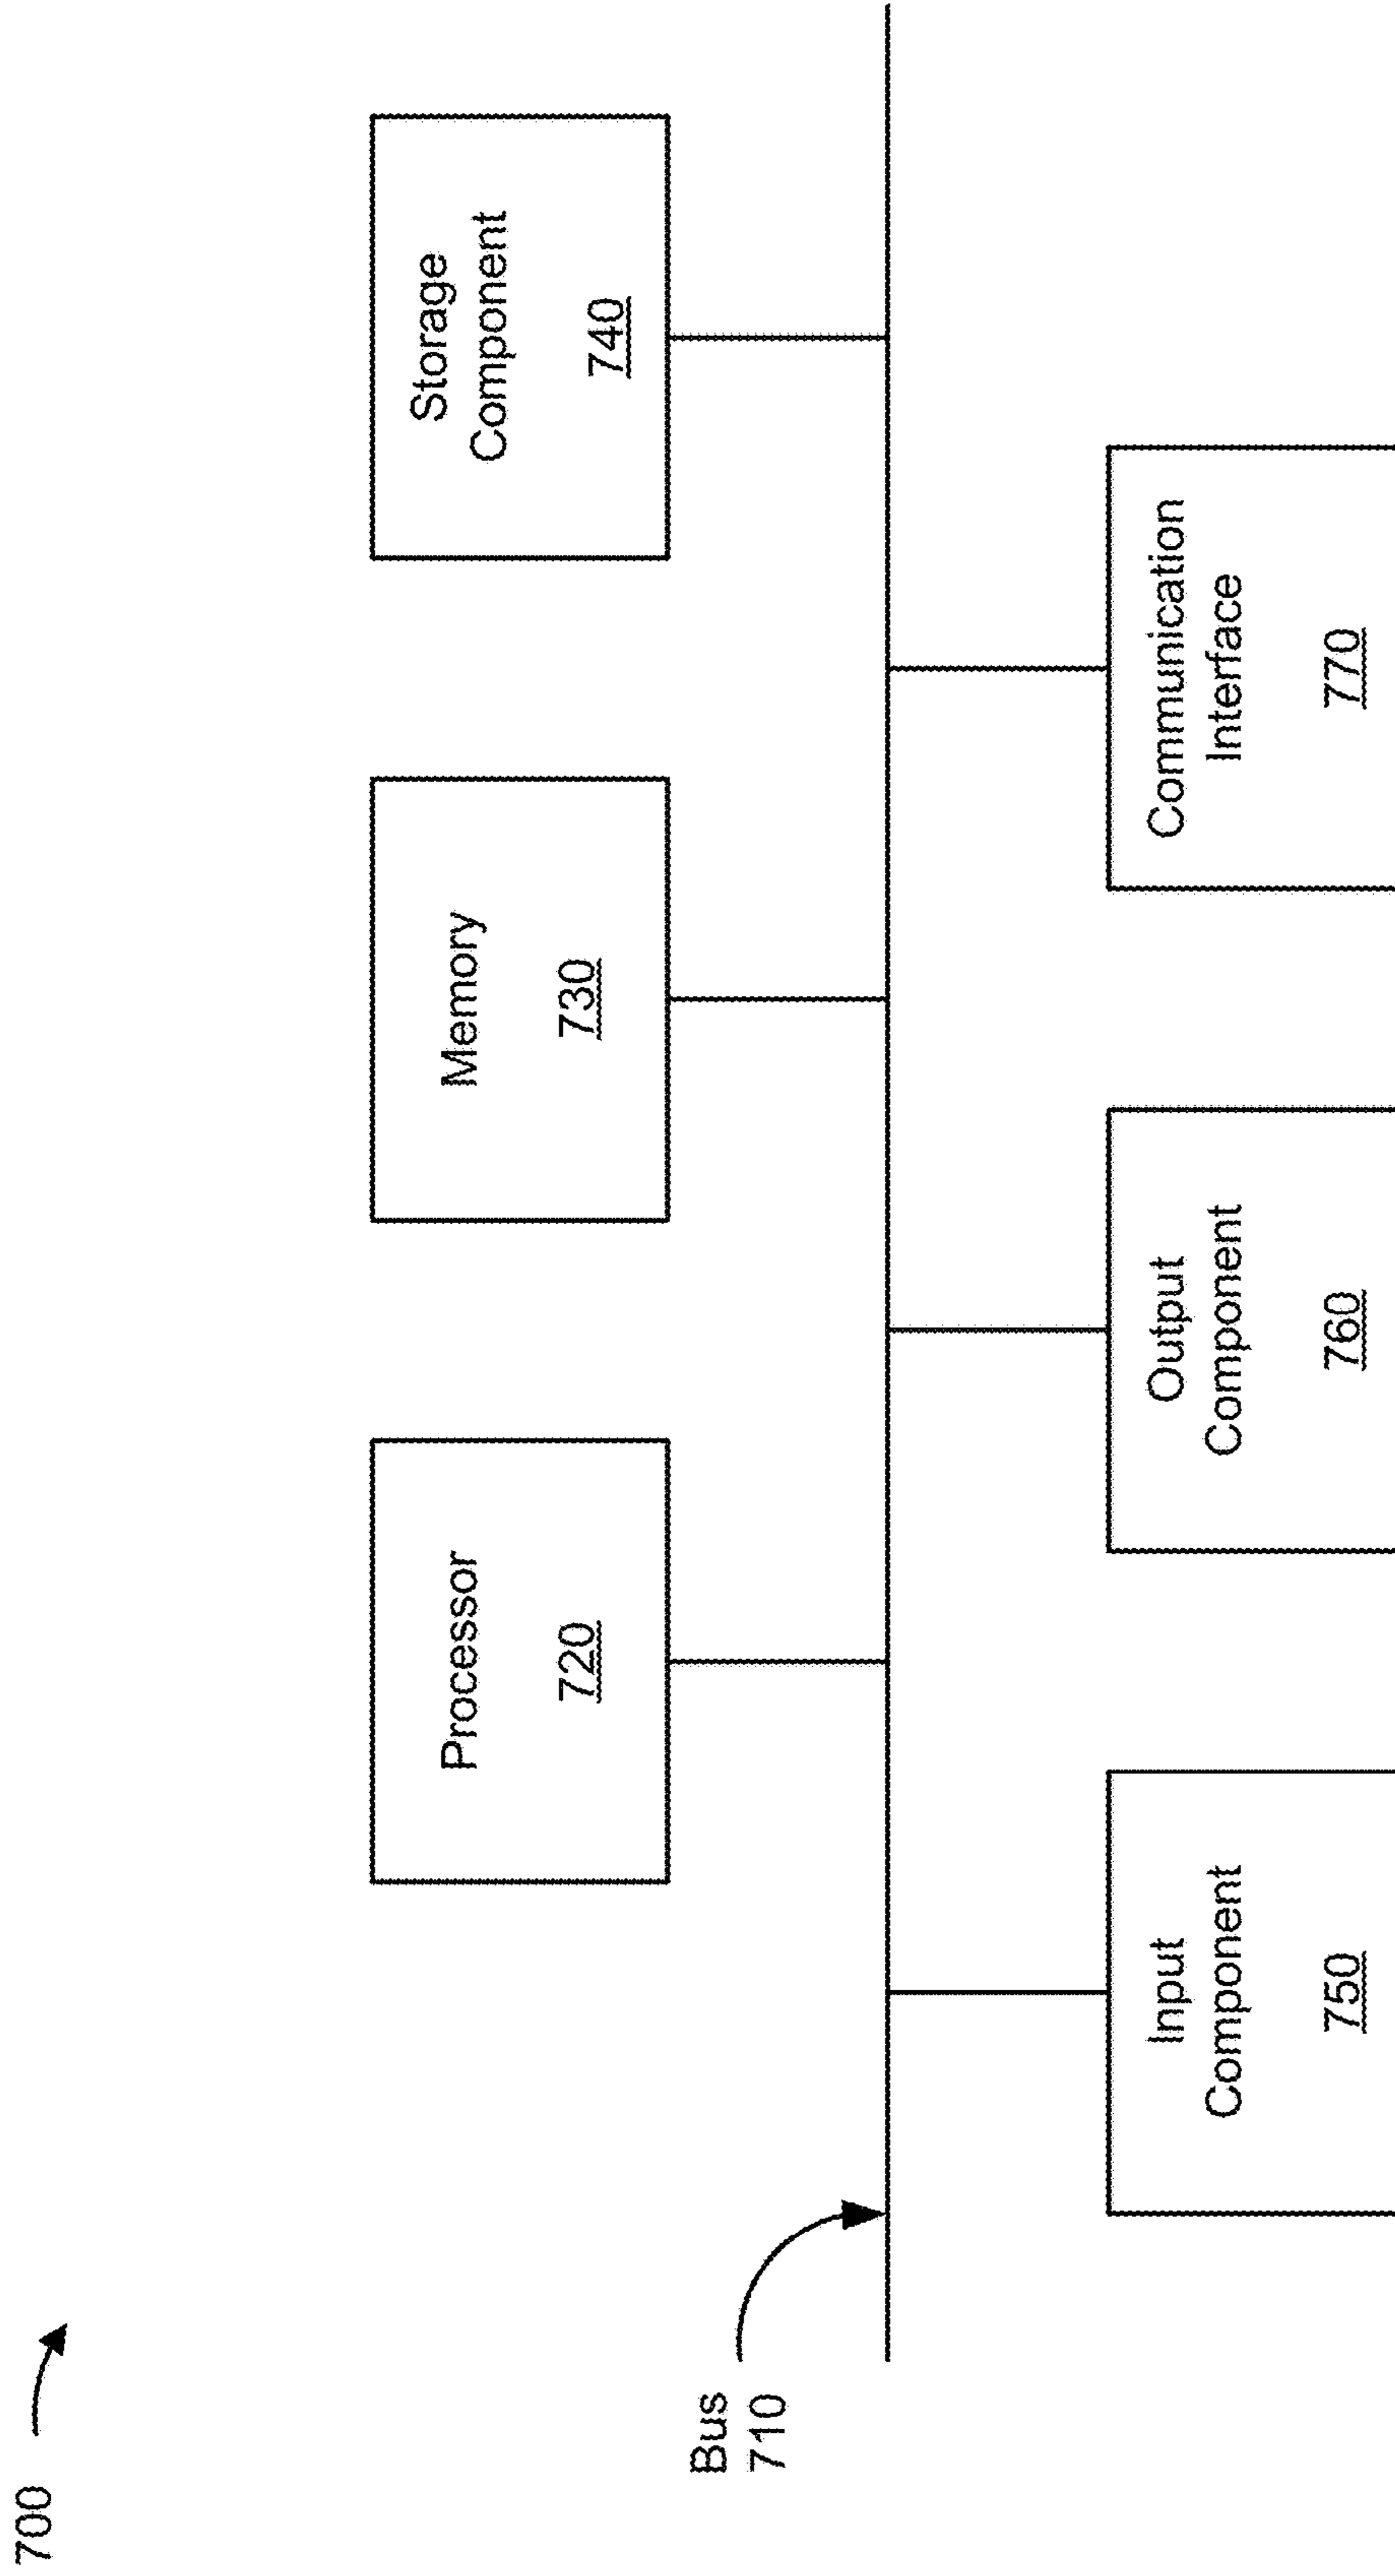 700
Processor
720
Memory
730
Storage
Component
740
Bus
710
Input
Component
750
Output
Component
760
Communication
Interface
770